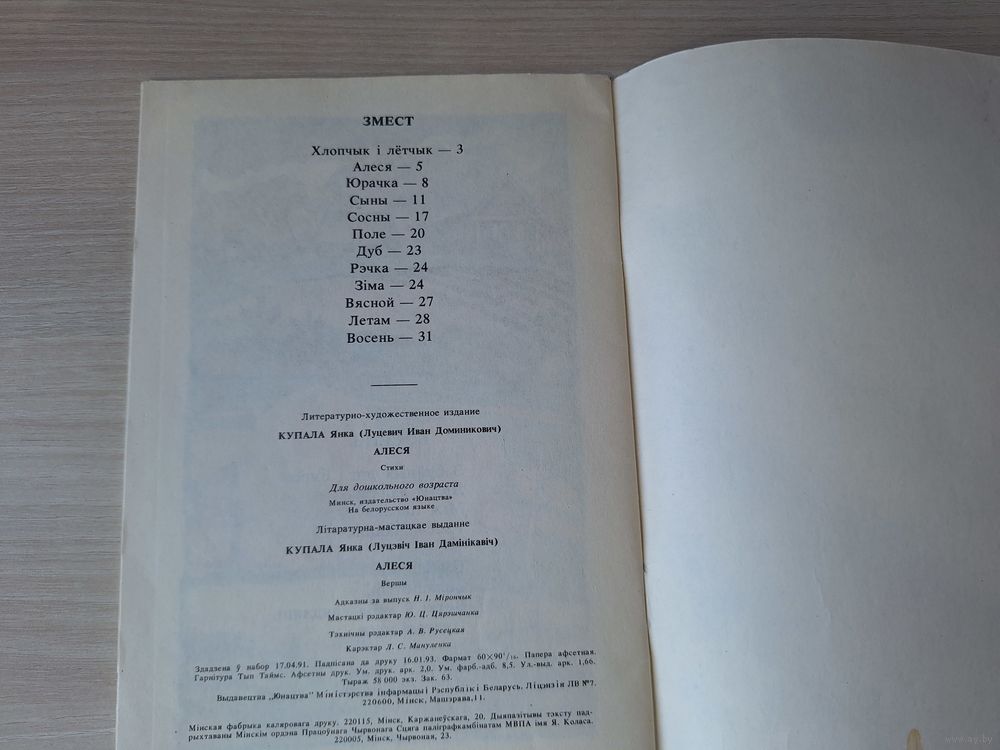 ЗМЕСТ
Хлопчык і лётчык — 3
Алеся — 5
Юрачка — 8
Сыны — 11
Сосны — 17
Поле — 20
Дуб — 23
Рэчка — 24
Зіма — 24
Вясной — 27
Летам — 28
Восень — 31
Литературно-художественное издание
КУПАЛА Янка (Луцевич Иван Доминикович)
АЛЕСЯ
Стихи
Для дошкольного возраста
Минск, издательство «Юнацтва»
На белорусском языке
Літаратурна-мастацкае выданне
КУПАЛА Янка (Луцэвіч Іван Дамінікавіч)
АЛЕСЯ
Вершы
Адказны за выпуск Н. І. Мірончык
Мастацкі рэдактар Ю. Ц. Цярэшчанка
Тэхнічны рэдактар А. В. Русецкая
Карэктар Л. С. Мануленка
Здадзена ў набор 17.04.91. Падпісана да друку 16.01.93. Фармат 60×90¹/₁₆. Папера афсетная.
Гарнітура Тып Таймс. Афсетны друк. Ум. друк. арк. 2,0. Ум. фарб.-адб. 8,5. Ул.-выд. арк. 1,66.
Тыраж 58 000 экз. Зак. 63.
Выдавецтва „Юнацтва" Міністэрства інфармацыі Рэспублікі Беларусь. Ліцэнзія ЛВ №7.
220600, Мінск, Машэрава, 11.
Мінская фабрыка каляровага друку. 220115, Мінск, Каржанеўскага, 20. Дыяпазітывы тэксту пад-
рыхтаваны Мінскім ордэна Працоўнага Чырвонага Сцяга паліграфкамбінатам МВПА імя Я. Коласа.
220005, Мінск, Чырвоная, 23.
www.ay.by